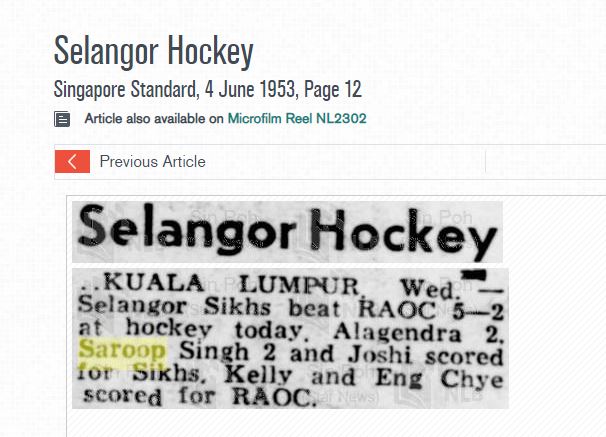 Selangor Hockey
Singapore Standard, 4 June 1953, Page 12
Article also available on Microfilm Reel NL2302
Previous Article
Selangor Hockey
..KUALA LUMPUR, Wed. —
Selangor Sikhs beat RAOC 5—2
at hockey today. Alagendra 2,
Saroop Singh 2 and Joshi scored
for Sikhs. Kelly and Eng Chye
scored for RAOC.